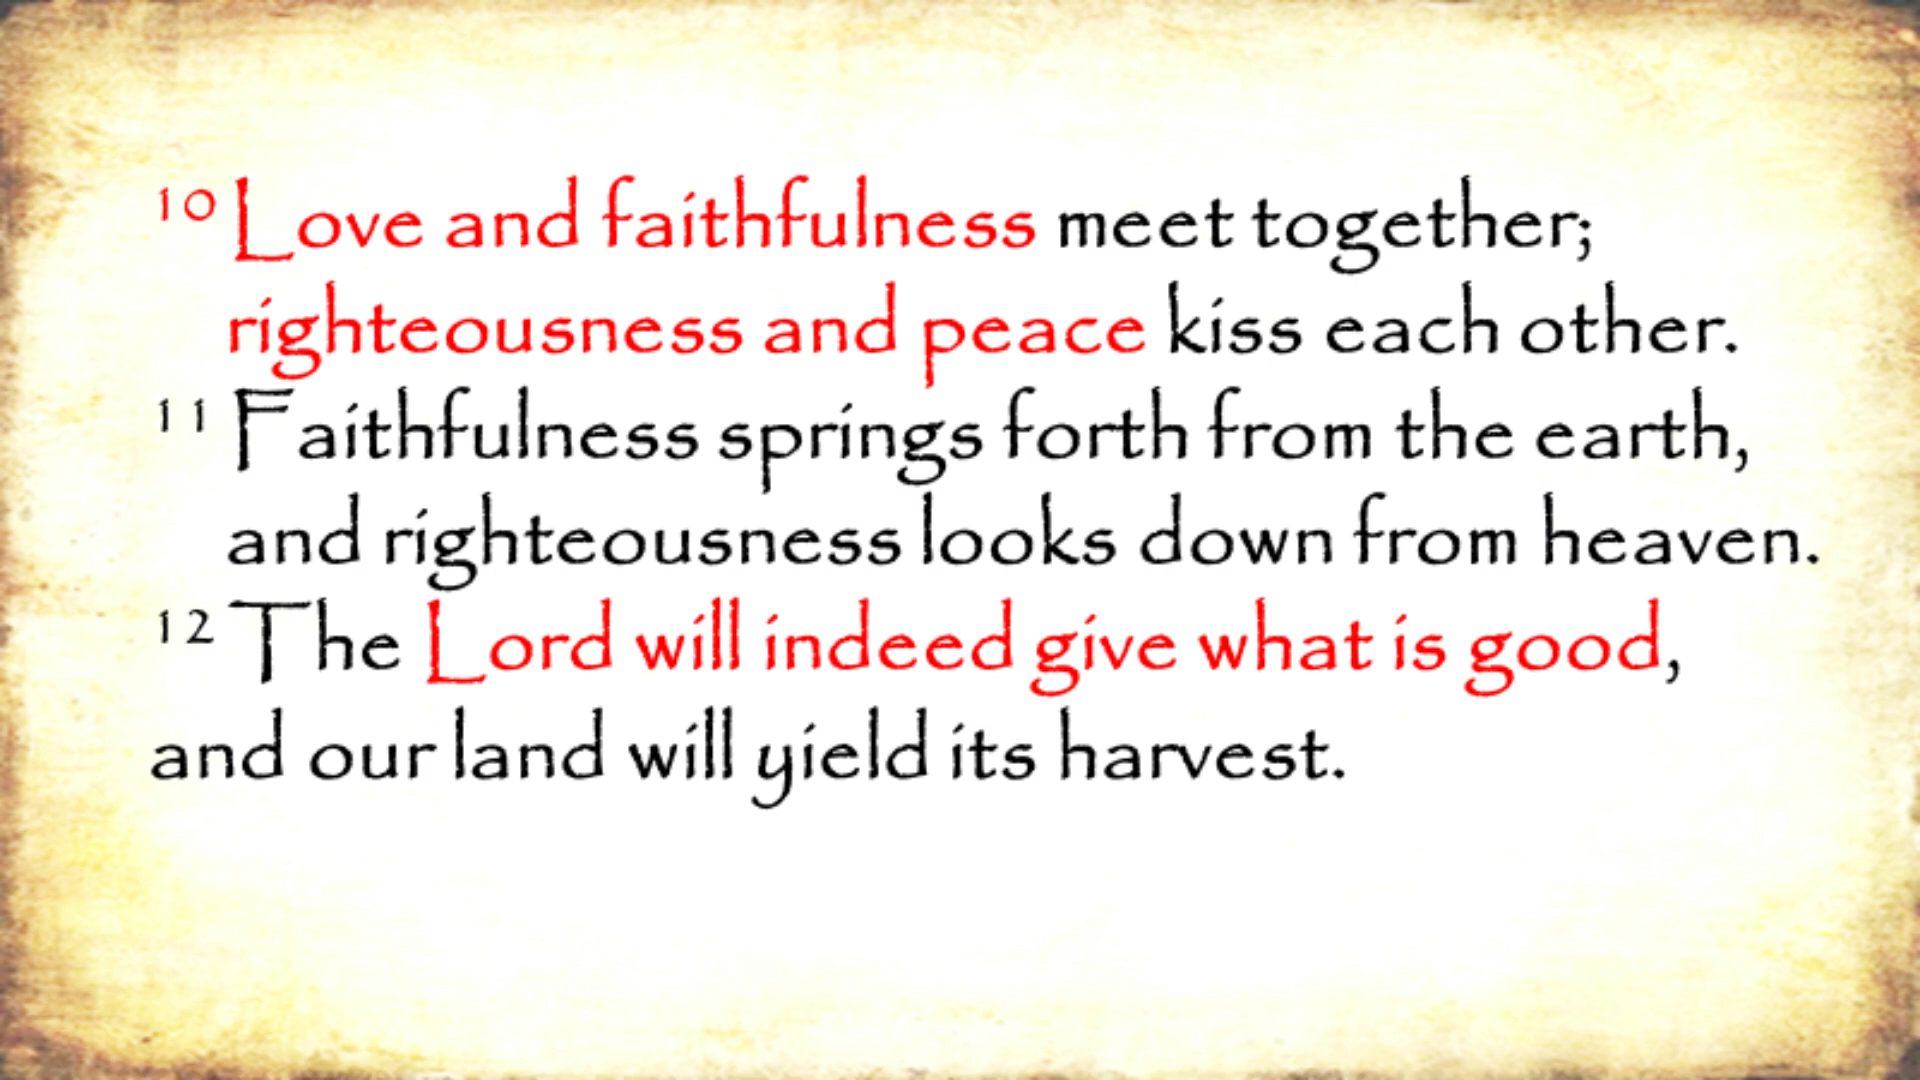 10 Love and faithfulness meet together;
righteousness and peace kiss each other.
11 Faithfulness springs forth from the earth,
and righteousness looks down from heaven.
12 The Lord will indeed give what is good,
and our land will yield its harvest.